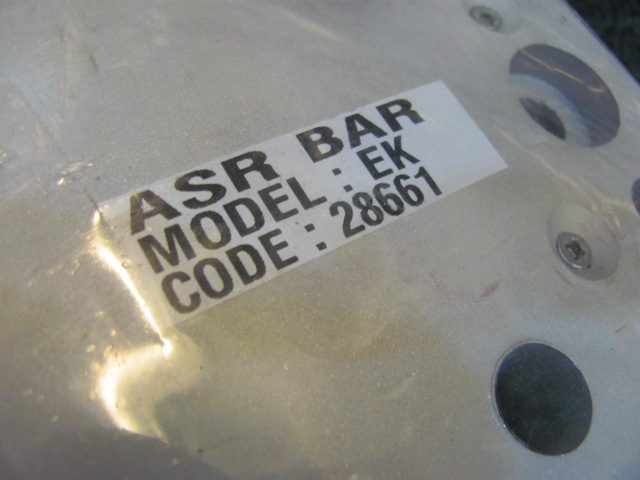 ASR BAR
MODEL : EK
CODE : 28661